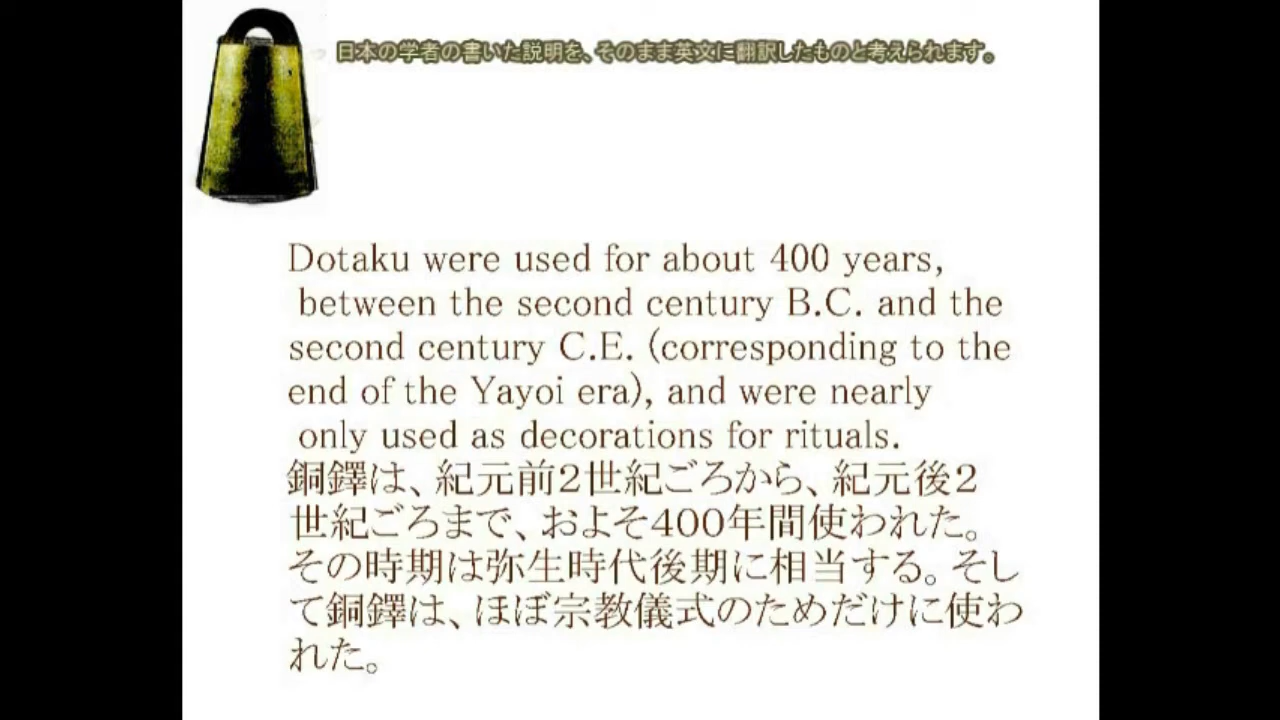 日本の学者の書いた説明を、そのまま英文に翻訳したものと考えられます。
Dotaku were used for about 400 years,
between the second century B.C. and the
second century C.E. (corresponding to the
end of the Yayoi era), and were nearly
only used as decorations for rituals.
銅鐸は、紀元前２世紀ごろから、紀元後２
世紀ごろまで、およそ４００年間使われた。
その時期は弥生時代後期に相当する。そし
て銅鐸は、ほぼ宗教儀式のためだけに使わ
れた。